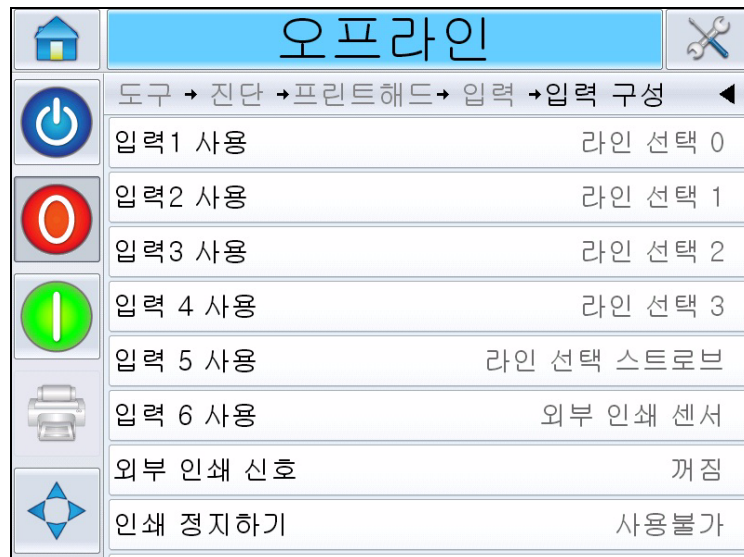 오프라인
도구 → 진단 →프린트해드→ 입력 →입력 구성 ◀
입력1 사용 라인 선택 0
입력2 사용 라인 선택 1
입력3 사용 라인 선택 2
입력 4 사용 라인 선택 3
입력 5 사용 라인 선택 스트로브
입력 6 사용 외부 인쇄 센서
외부 인쇄 신호 꺼짐
인쇄 정지하기 사용불가